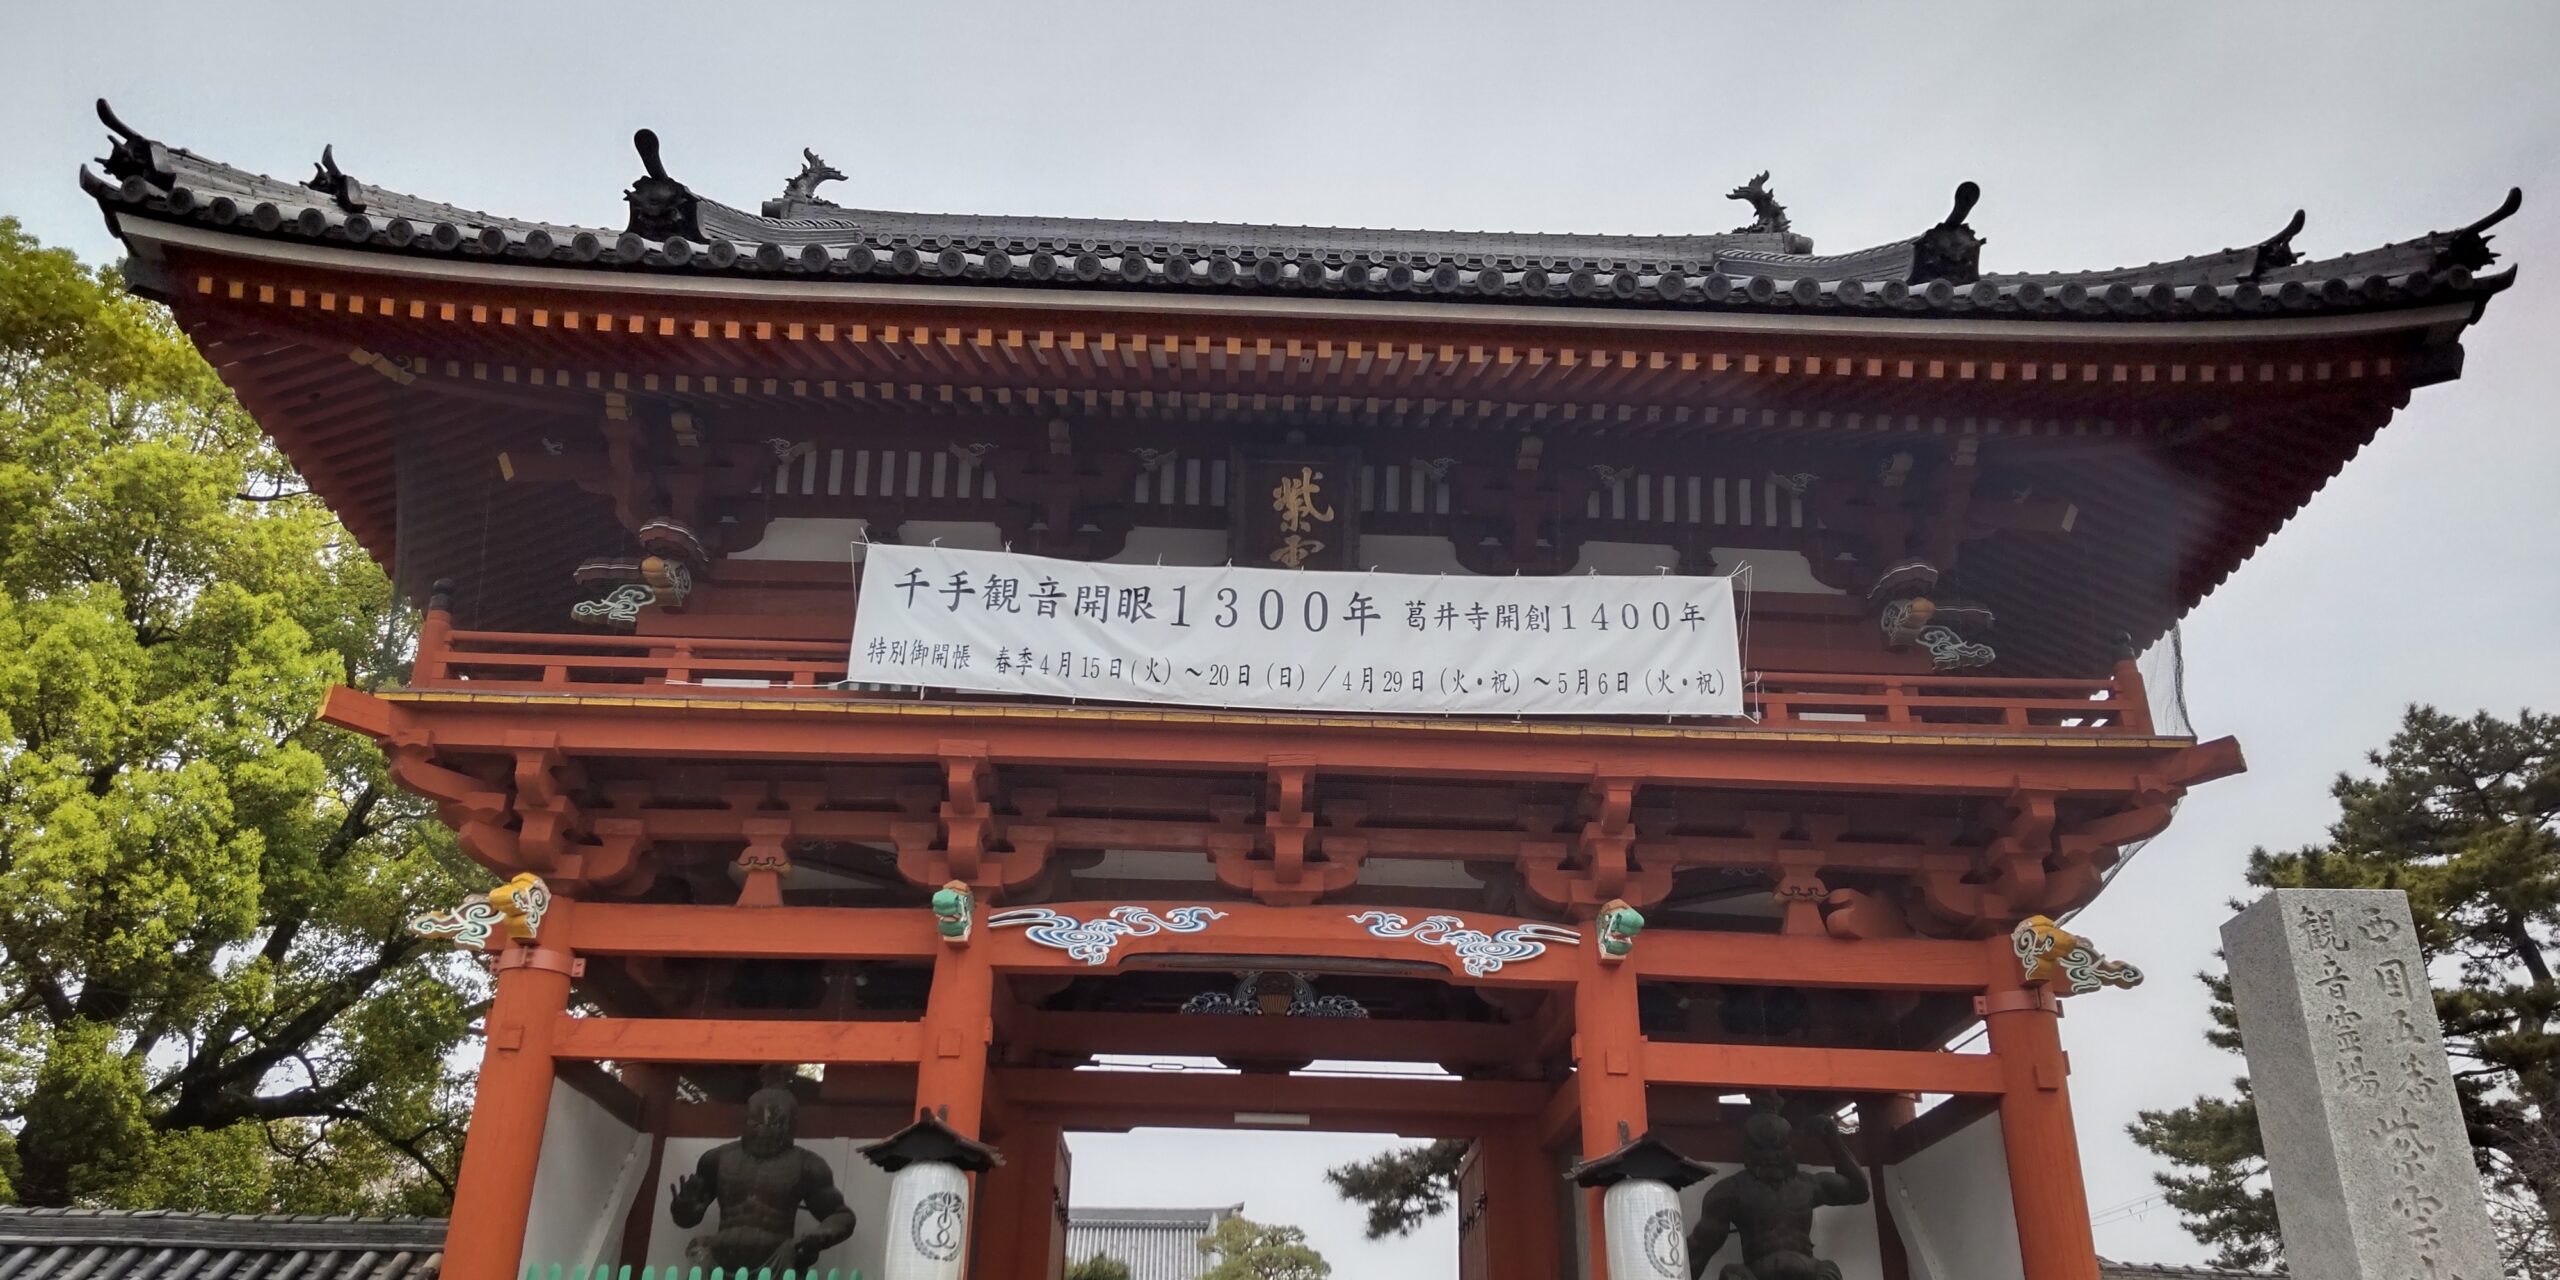 紫雲
千手観音開眼1300年 葛井寺開創1400年
特別御開帳 春季4月15日(火)~20日(日)/4月29日(火・祝)~5月6日(火・祝)
西国五番紫雲
観音霊場